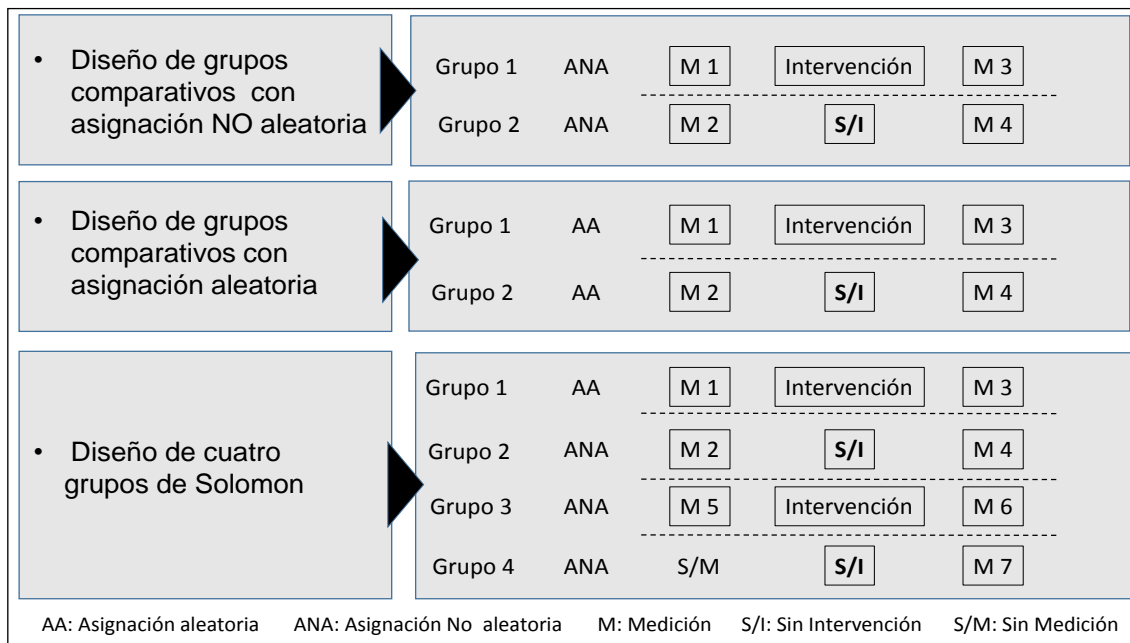 • Diseño de grupos
comparativos con
asignación NO aleatoria
Grupo 1 ANA M 1 Intervención M 3
Grupo 2 ANA M 2 S/I M 4
• Diseño de grupos
comparativos con
asignación aleatoria
Grupo 1 AA M 1 Intervención M 3
Grupo 2 AA M 2 S/I M 4
• Diseño de cuatro
grupos de Solomon
Grupo 1 AA M 1 Intervención M 3
Grupo 2 ANA M 2 S/I M 4
Grupo 3 ANA M 5 Intervención M 6
Grupo 4 ANA S/M S/I M 7
AA: Asignación aleatoria ANA: Asignación No aleatoria M: Medición S/I: Sin Intervención S/M: Sin Medición